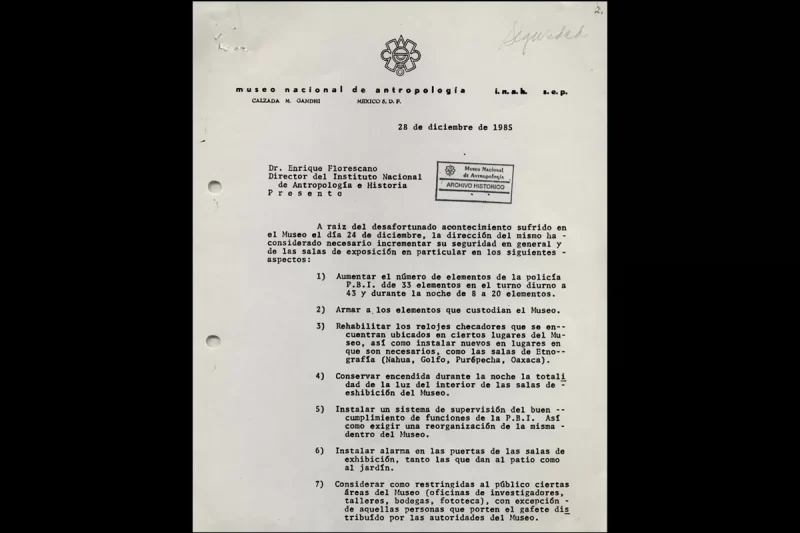 2.
Seguridad
museo nacional de antropología i.n.a.h. s.e.p.
CALZADA M. GANDHI MEXICO 5, D. F.
28 de diciembre de 1985
Dr. Enrique Florescano
Director del Instituto Nacional
de Antropología e Historia
P r e s e n t e
Museo Nacional
de Antropología
ARCHIVO HISTORICO
A raiz del desafortunado acontecimiento sufrido en
el Museo el día 24 de diciembre, la dirección del mismo ha -
considerado necesario incrementar su seguridad en general y
de las salas de exposición en particular en los siguientes -
aspectos:
1) Aumentar el número de elementos de la policía
P.B.I. dde 33 elementos en el turno diurno a
43 y durante la noche de 8 a 20 elementos.
2) Armar a los elementos que custodian el Museo.
3) Rehabilitar los relojes checadores que se en--
cuentran ubicados en ciertos lugares del Mu-
seo, así como instalar nuevos en lugares en
que son necesarios, como las salas de Etno--
grafía (Nahua, Golfo, Purépecha, Oaxaca).
4) Conservar encendida durante la noche la totali
dad de la luz del interior de las salas de -
eshibición del Museo.
5) Instalar un sistema de supervisión del buen --
cumplimiento de funciones de la P.B.I. Así
como exigir una reorganización de la misma -
dentro del Museo.
6) Instalar alarma en las puertas de las salas de
exhibición, tanto las que dan al patio como
al jardín.
7) Considerar como restringidas al público ciertas
áreas del Museo (oficinas de investigadores,
talleres, bodegas, fototeca), con excepción -
de aquellas personas que porten el gafete dis
tribuído por las autoridades del Museo.